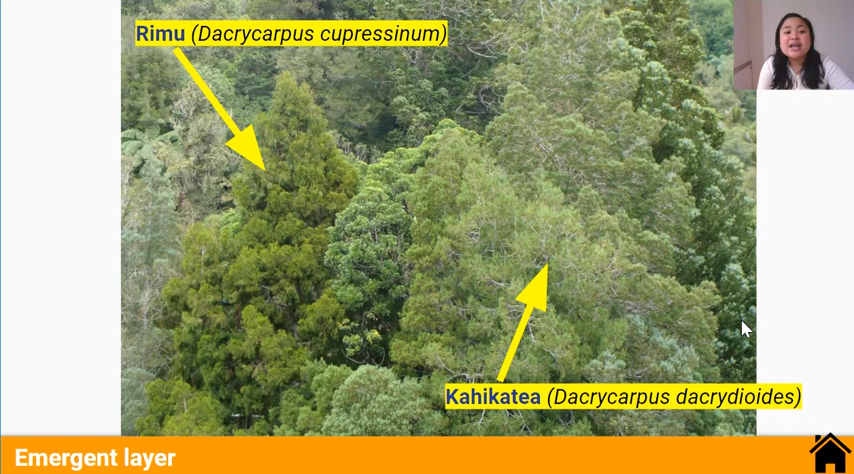 Rimu (Dacrycarpus cupressinum)
Kahikatea (Dacrycarpus dacrydioides)
Emergent layer